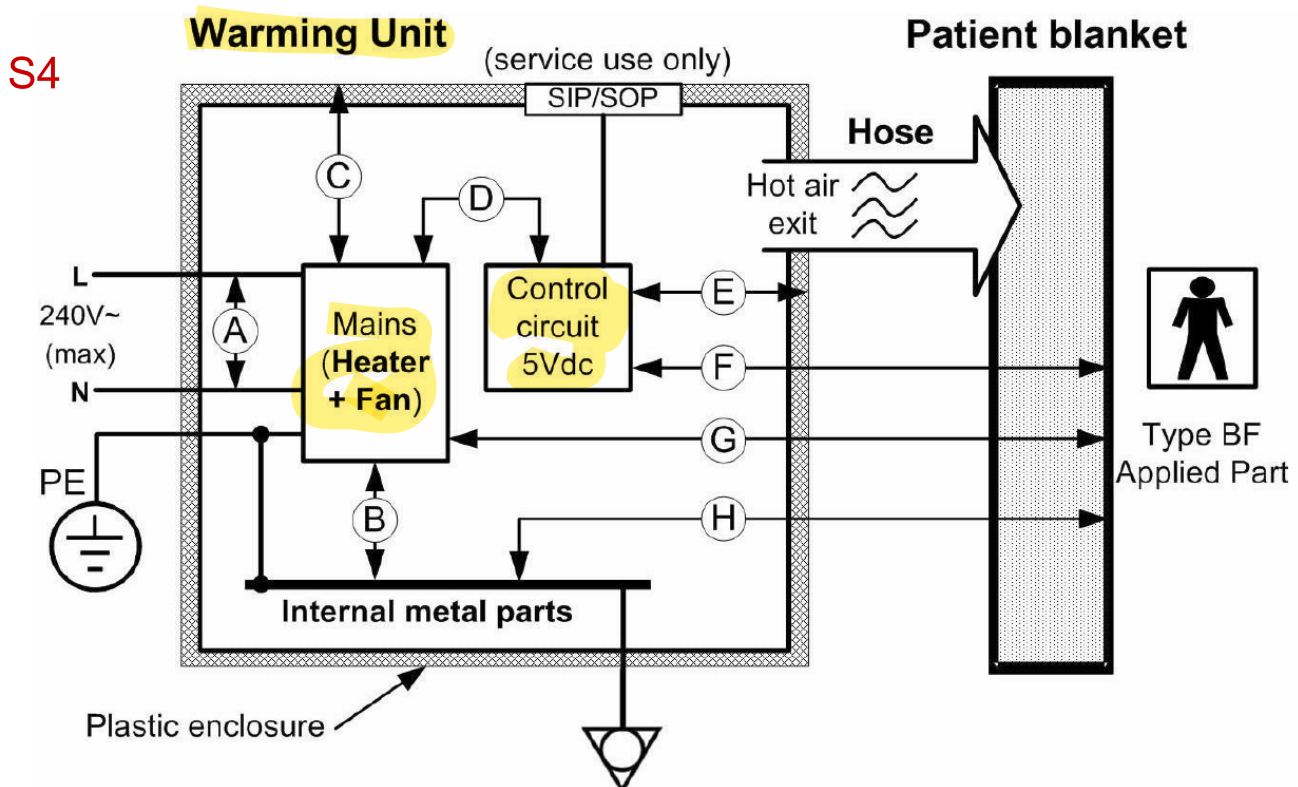 S4
Warming Unit
Patient blanket
(service use only)
SIP/SOP
Hose
Hot air
exit
C
D
L
240V~
(max)
N
A
Mains
(Heater
+ Fan)
Control
circuit
5Vdc
E
F
G
H
B
PE
Type BF
Applied Part
Internal metal parts
Plastic enclosure